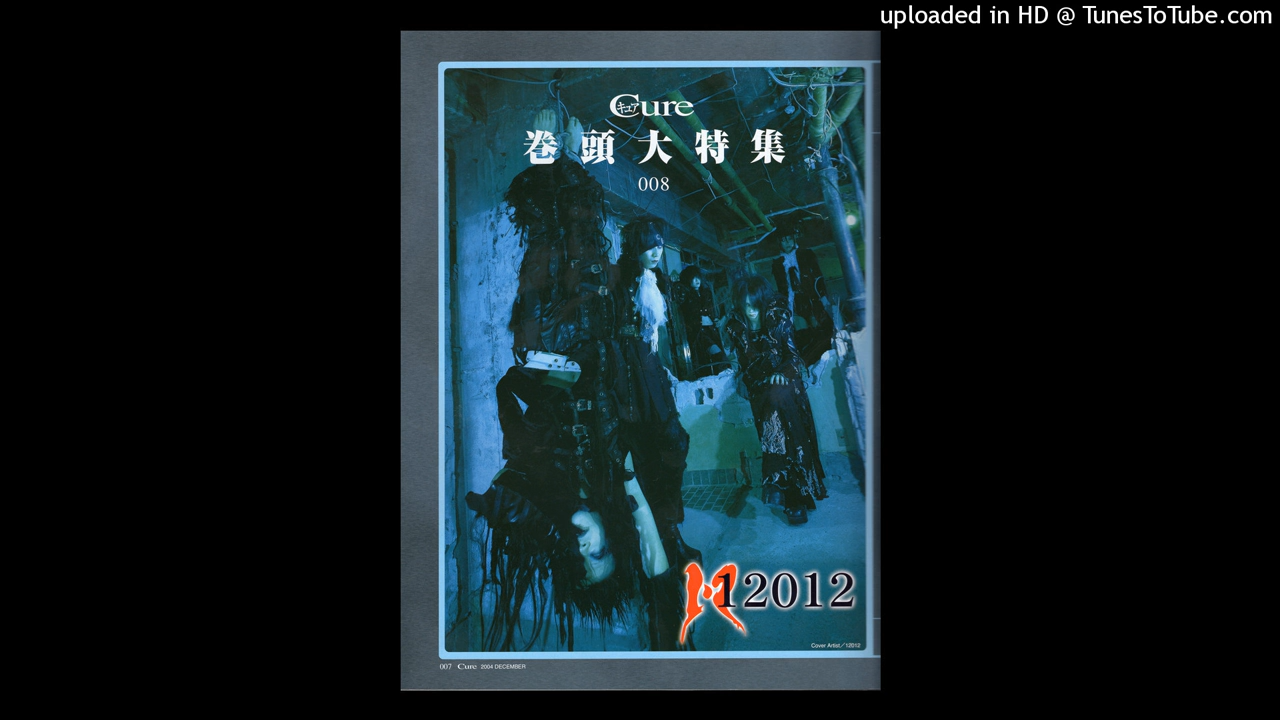 uploaded in HD @ TunesToTube.com
Cure
キュア
巻頭大特集
008
12012
Cover Artist／12012
007 Cure 2004 DECEMBER